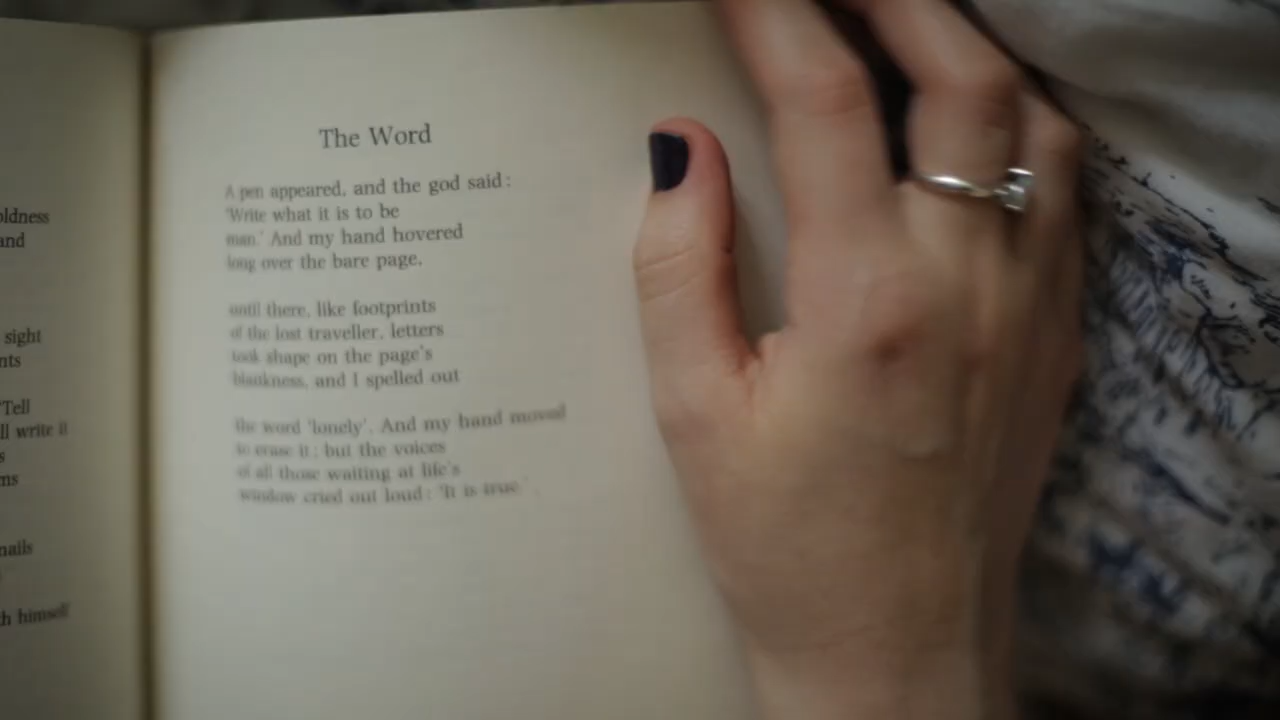 oldness
and
sight
nts
'Tell
ll write it
s
ms
nails
th himself
The Word
A pen appeared, and the god said:
'Write what it is to be
man.' And my hand hovered
long over the bare page,
until there, like footprints
of the lost traveller, letters
took shape on the page's
blankness, and I spelled out
the word 'lonely'. And my hand moved
to erase it; but the voices
of all those waiting at life's
window cried out loud: 'It is true.'